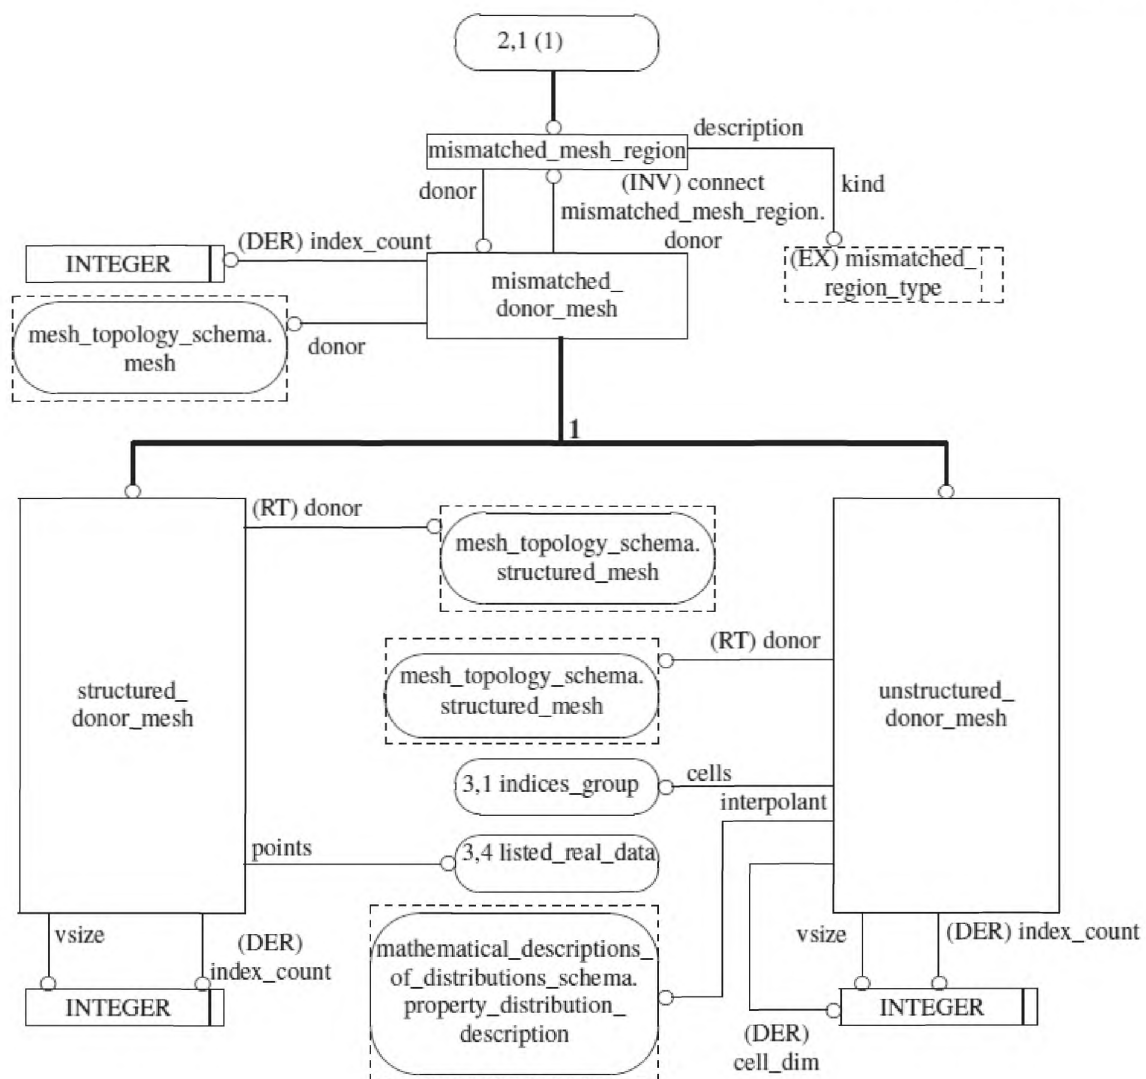 2,1 (1)
description
mismatched_mesh_region
donor
(INV) connect
mismatched_mesh_region.
donor
kind
(DER) index_count
INTEGER
mismatched_
donor_mesh
(EX) mismatched_
region_type
mesh_topology_schema.
mesh
donor
1
(RT) donor
mesh_topology_schema.
structured_mesh
(RT) donor
mesh_topology_schema.
structured_mesh
structured_
donor_mesh
unstructured_
donor_mesh
3,1 indices_group
cells
interpolant
points
3,4 listed_real_data
vsize
(DER)
index_count
INTEGER
mathematical_descriptions_
of_distributions_schema.
property_distribution_
description
vsize
(DER) index_count
INTEGER
(DER)
cell_dim